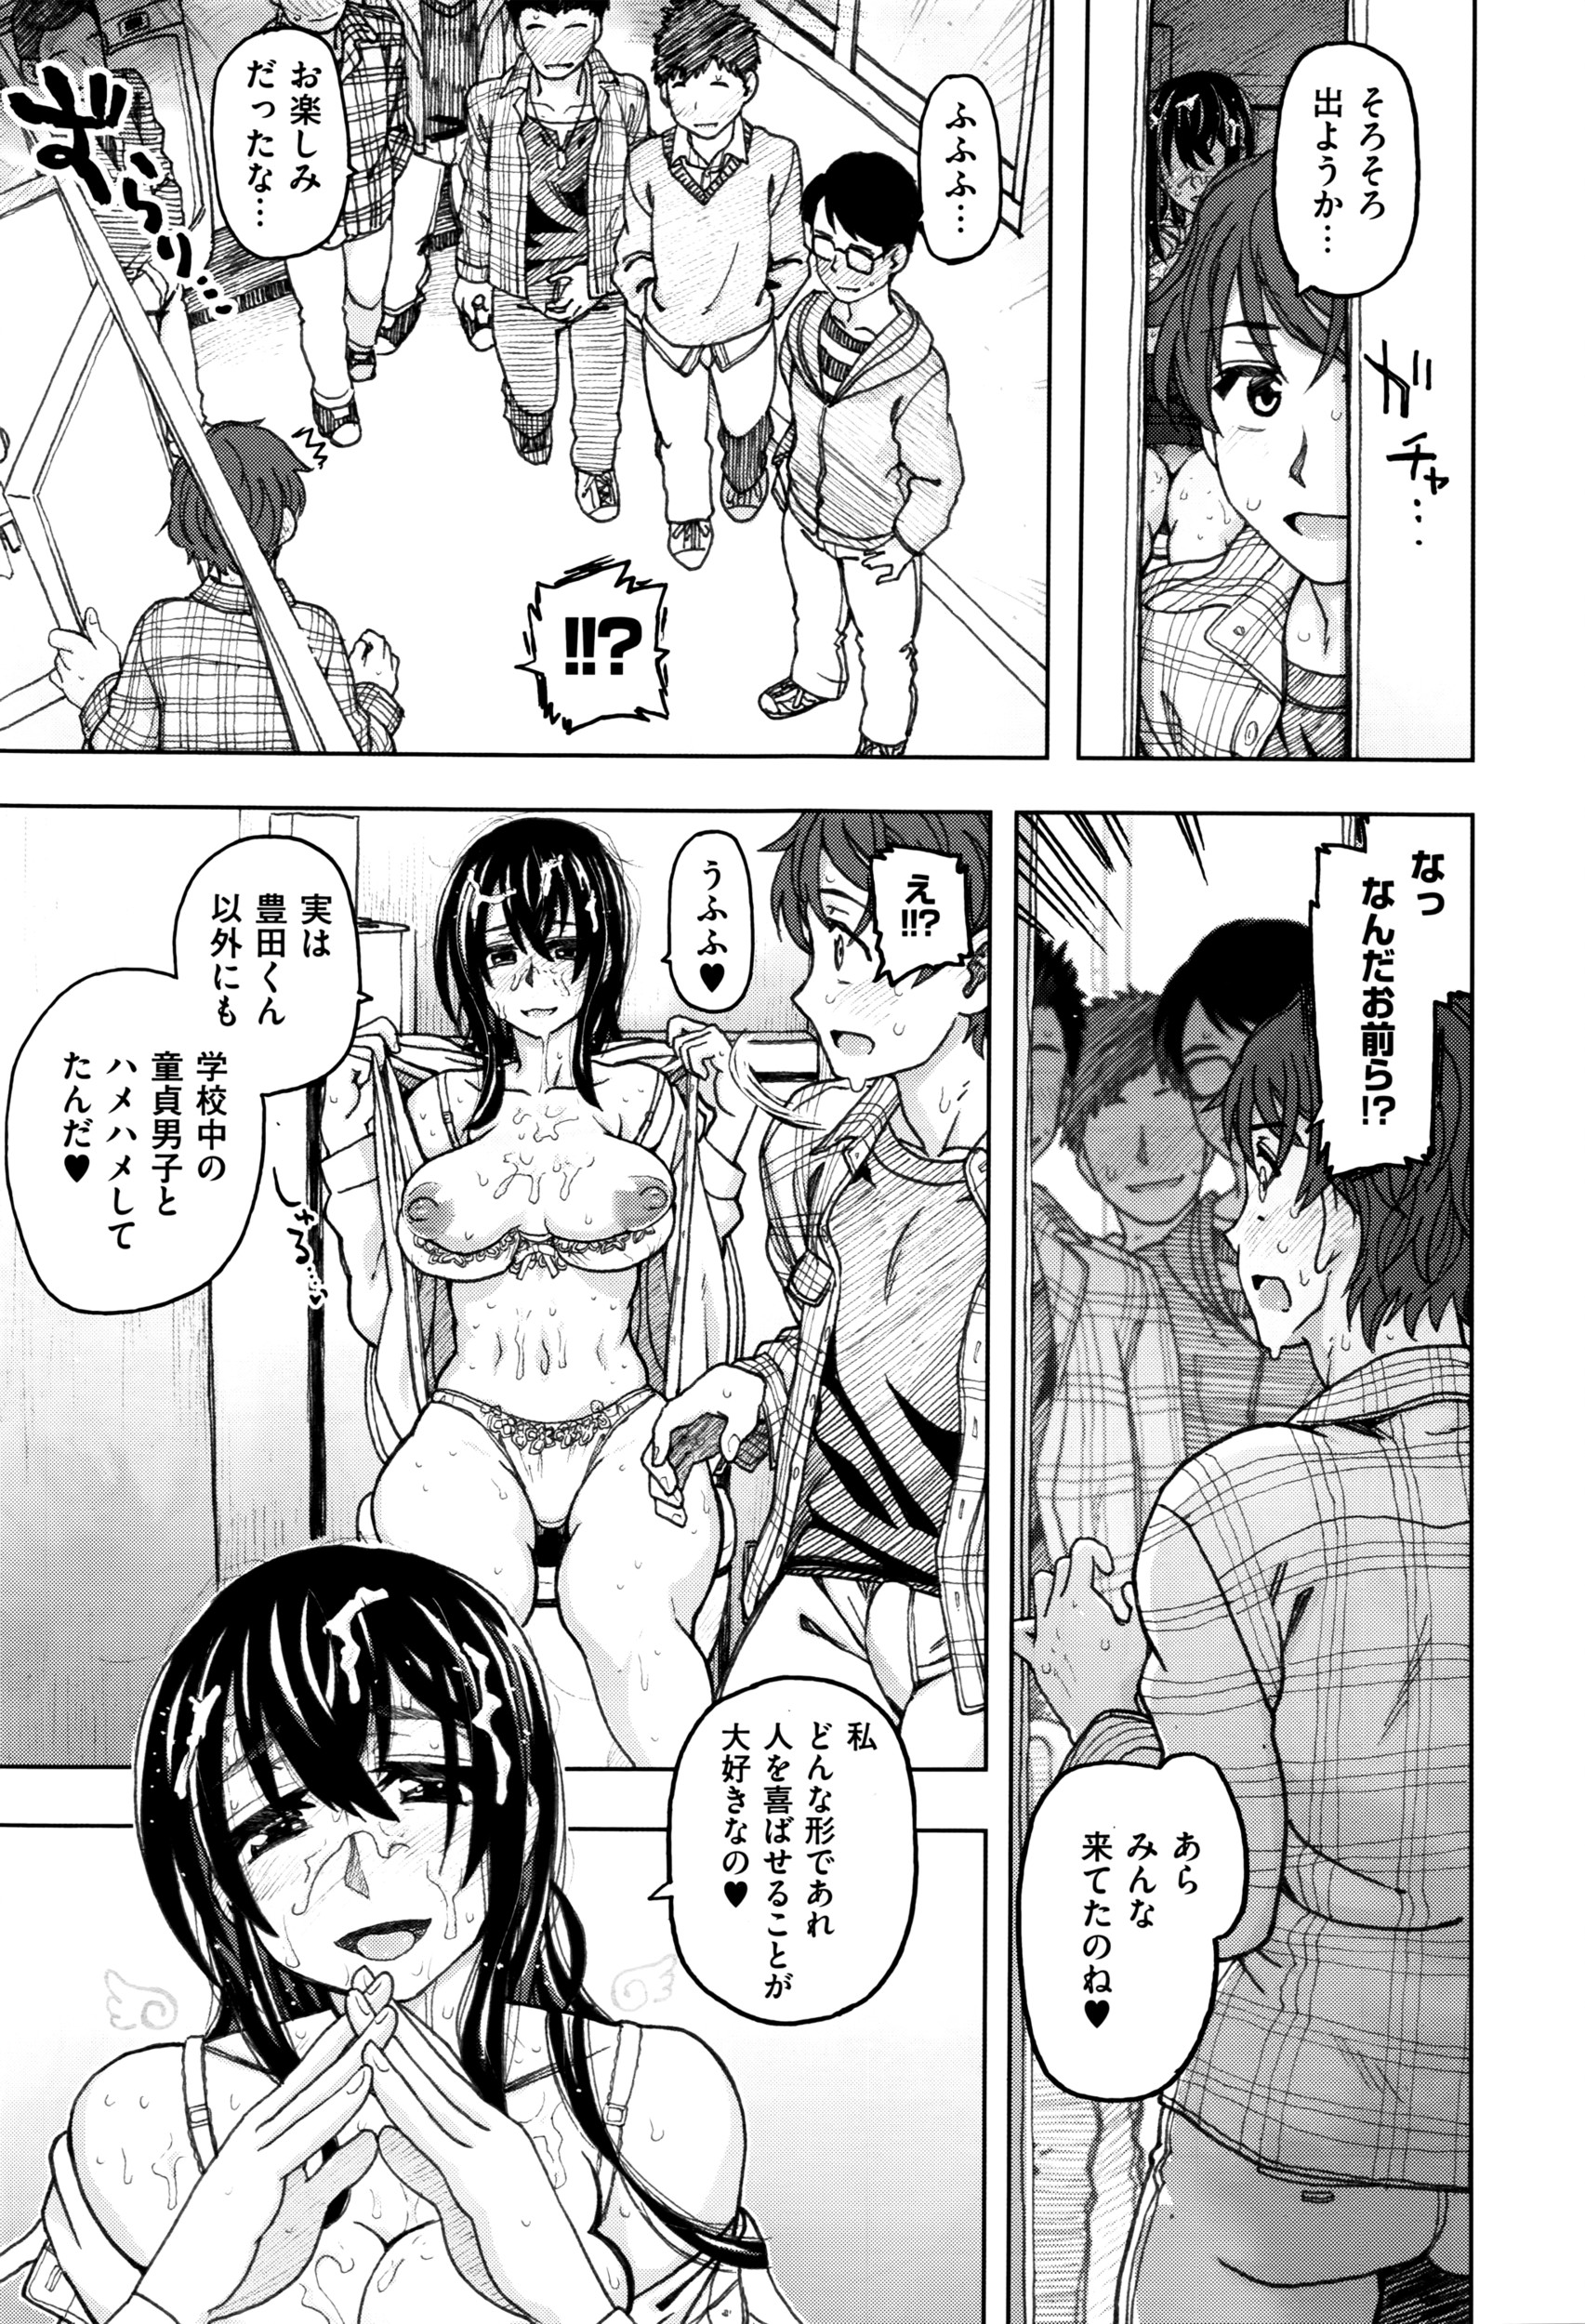 そろそろ
出ようか…
ガチャ…
ふふふ…
お楽しみ
だったな…
ずらり…
!!?
なっ
なんだお前ら!?
あら
みんな
来てたのね♥
え!!?
うふふ♥
しゅる…
実は
豊田くん
以外にも
学校中の
童貞男子と
ハメハメして
たんだ♥
私
どんな形であれ
人を喜ばせることが
大好きなの♥